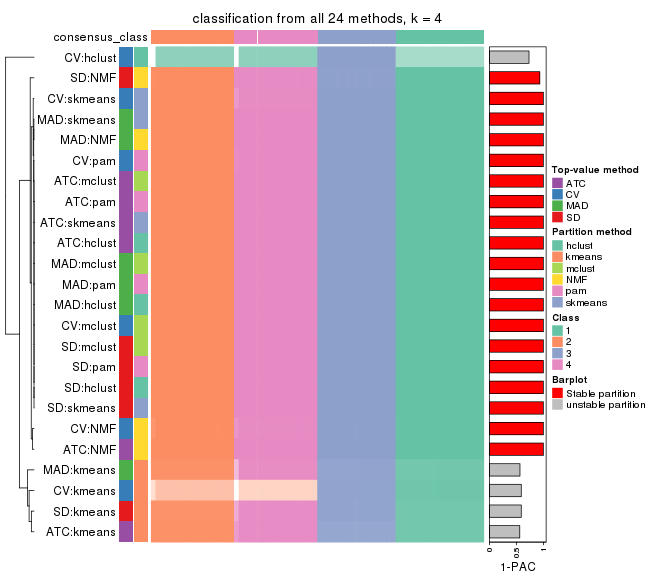 classification from all 24 methods, k = 4
consensus_class
CV:hclust
SD:NMF
CV:skmeans
MAD:skmeans
MAD:NMF
CV:pam
ATC:mclust
ATC:pam
ATC:skmeans
ATC:hclust
MAD:mclust
MAD:pam
MAD:hclust
CV:mclust
SD:mclust
SD:pam
SD:hclust
SD:skmeans
CV:NMF
ATC:NMF
MAD:kmeans
CV:kmeans
SD:kmeans
ATC:kmeans
0
0.5
1
1-PAC
Top-value method
ATC
CV
MAD
SD
Partition method
hclust
kmeans
mclust
NMF
pam
skmeans
Class
1
2
3
4
Barplot
Stable partition
unstable partition